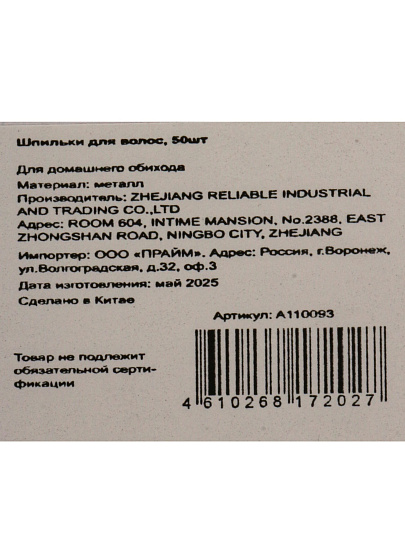 Шпильки для волос, 50шт
Для домашнего обихода
Материал: металл
Производитель: ZHEJIANG RELIABLE INDUSTRIAL
AND TRADING CO.,LTD
Адрес: ROOM 604, INTIME MANSION, No.2388, EAST
ZHONGSHAN ROAD, NINGBO CITY, ZHEJIANG
Импортер: ООО «ПРАЙМ». Адрес: Россия, г.Воронеж,
ул.Волгоградская, д.32, оф.3
Дата изготовления: май 2025
Сделано в Китае
Артикул: A110093
Товар не подлежит
обязательной серти-
фикации
4 610268 172027